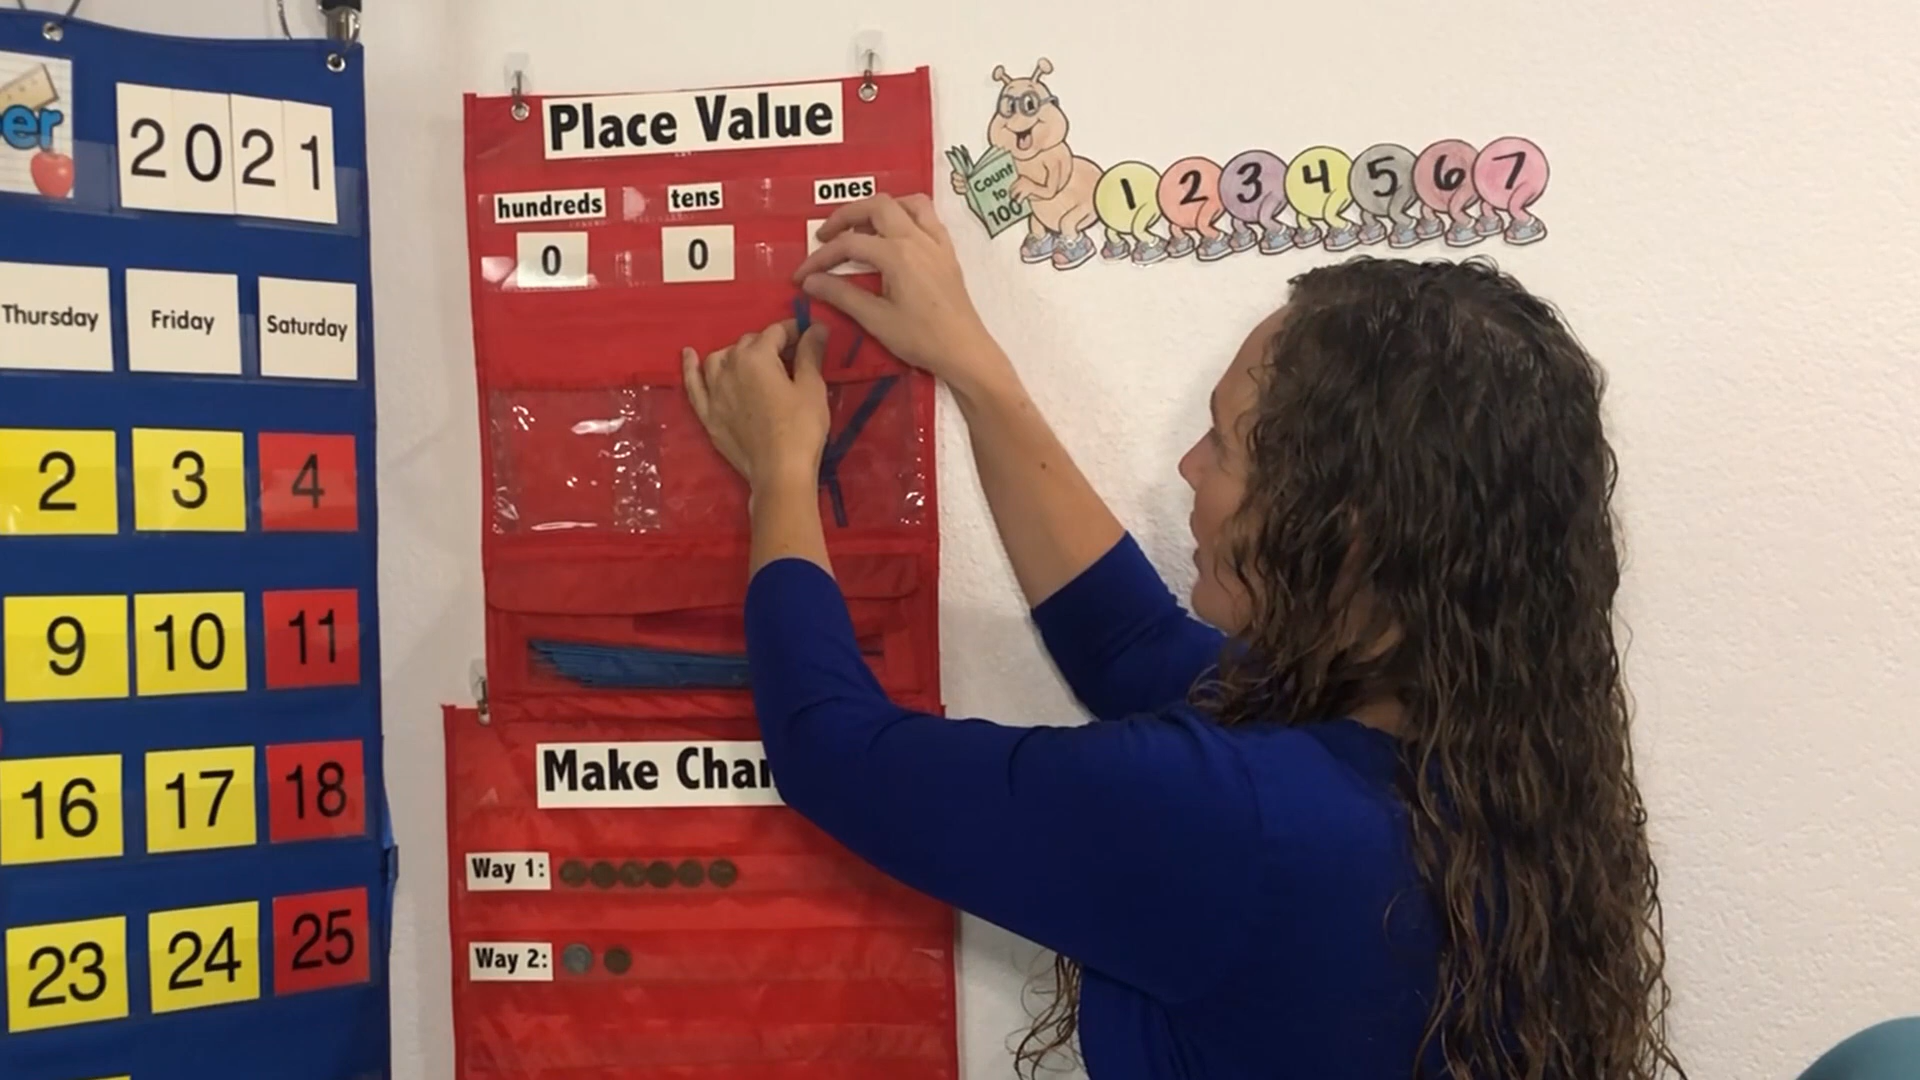 er
2021
Thursday Friday Saturday
2 3 4
9 10 11
16 17 18
23 24 25
Place Value
hundreds tens ones
0 0
Make Chan
Way 1:
Way 2:
Count
to
100
1 2 3 4 5 6 7